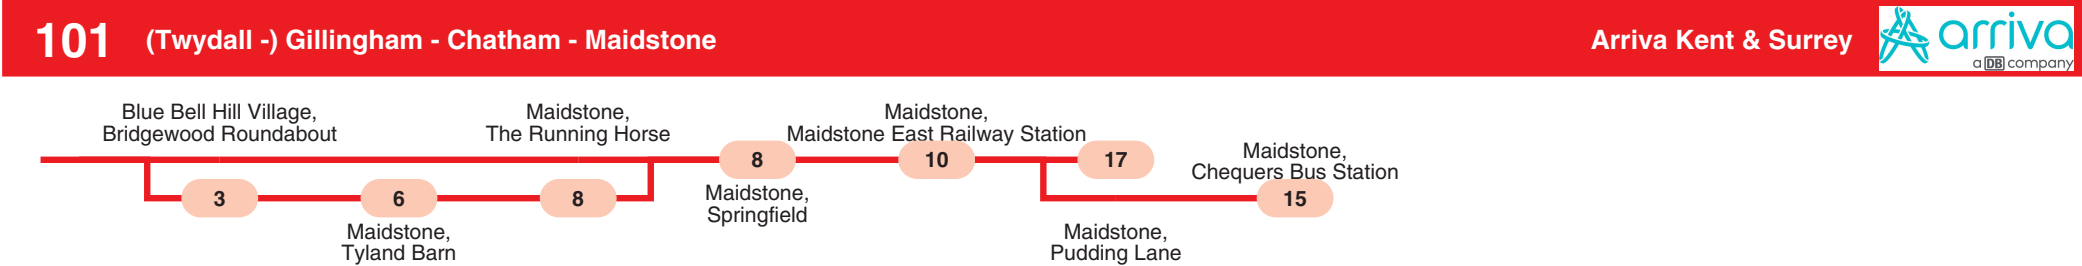 101 (Twydall -) Gillingham - Chatham - Maidstone
Arriva Kent & Surrey
arriva
a DB company
Blue Bell Hill Village,
Bridgewood Roundabout
Maidstone,
The Running Horse
Maidstone,
Maidstone East Railway Station
8
10
17
Maidstone,
Chequers Bus Station
3
6
8
Maidstone,
Springfield
15
Maidstone,
Tyland Barn
Maidstone,
Pudding Lane